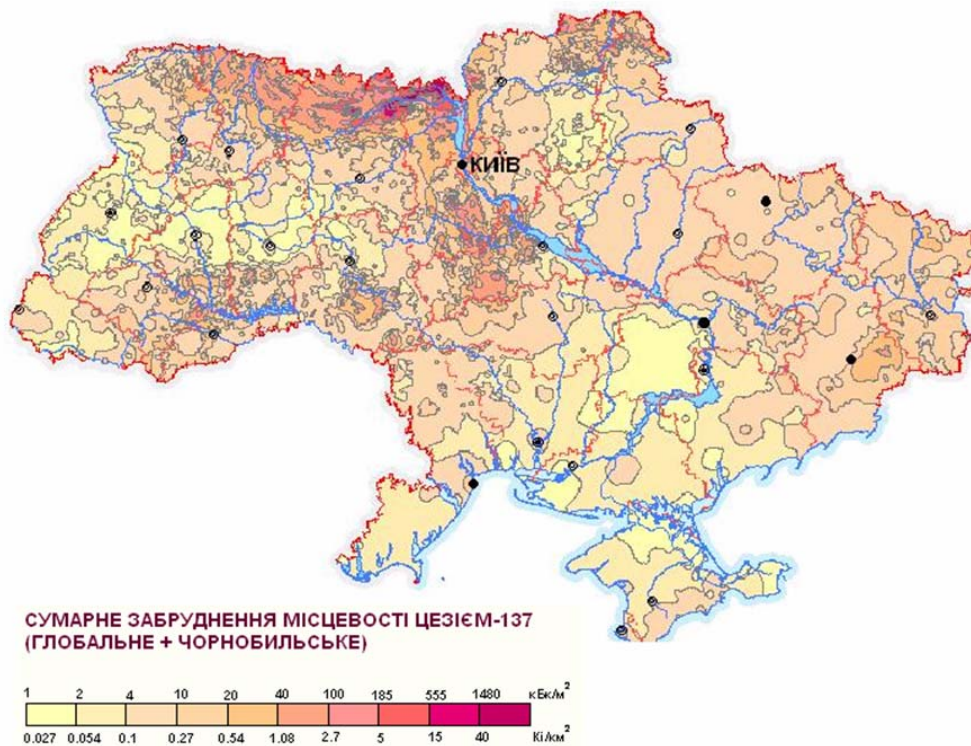 КИЇВ
СУМАРНЕ ЗАБРУДНЕННЯ МІСЦЕВОСТІ ЦЕЗІЄМ-137
(ГЛОБАЛЬНЕ + ЧОРНОБИЛЬСЬКЕ)
1 2 4 10 20 40 100 185 555 1480 кБк/м²
0.027 0.054 0.1 0.27 0.54 1.08 2.7 5 15 40 Кі/км²